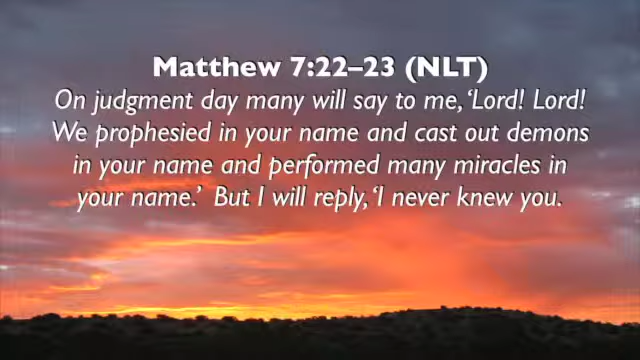 Matthew 7:22–23 (NLT)
On judgment day many will say to me, ‘Lord! Lord!
We prophesied in your name and cast out demons
in your name and performed many miracles in
your name.’ But I will reply, ‘I never knew you.